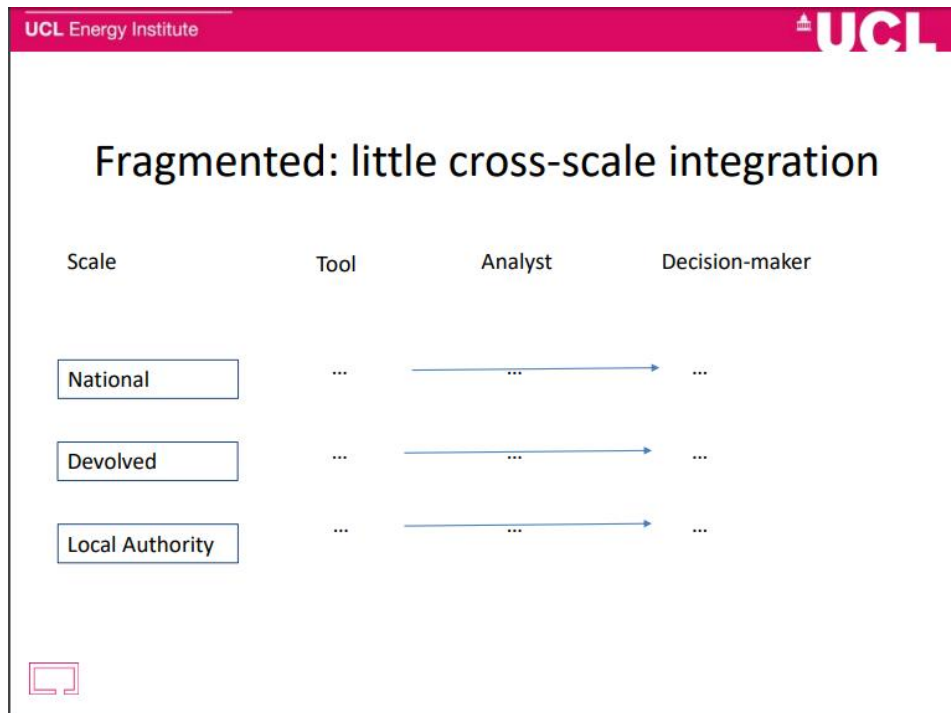 UCL Energy Institute
UCL
Fragmented: little cross-scale integration
Scale Tool Analyst Decision-maker
National ... ... ...
Devolved ... ... ...
Local Authority ... ... ...